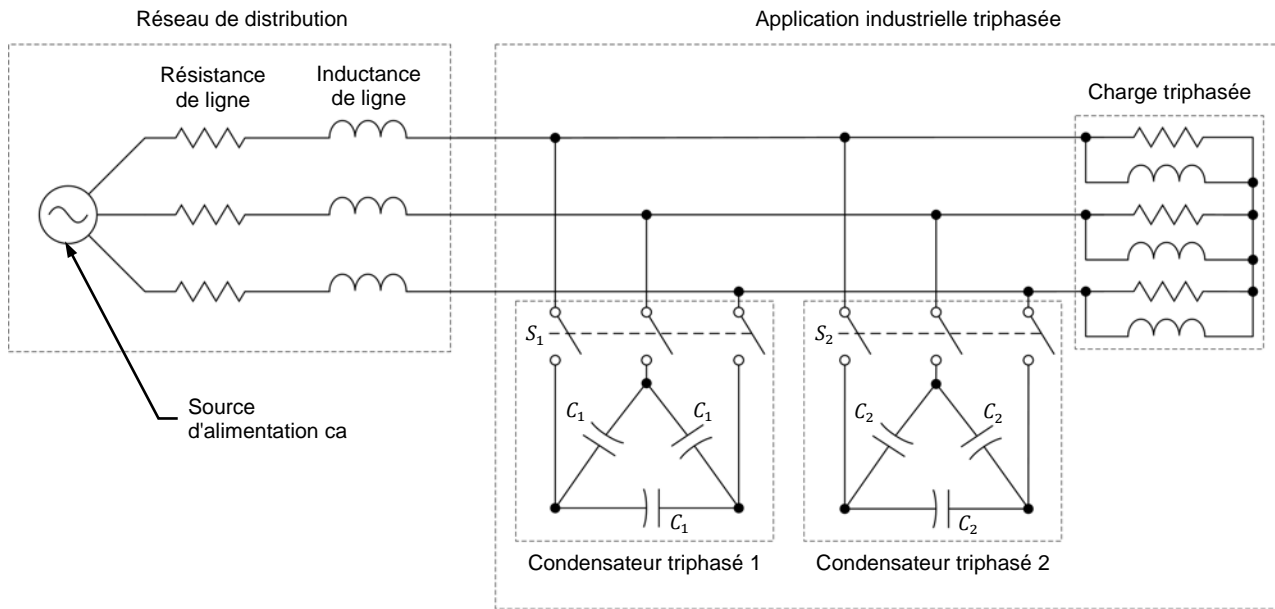 Réseau de distribution
Application industrielle triphasée
Résistance
de ligne
Inductance
de ligne
Charge triphasée
S₁
S₂
C₁
C₁
C₂
C₂
Source
d'alimentation ca
C₁
C₂
Condensateur triphasé 1
Condensateur triphasé 2